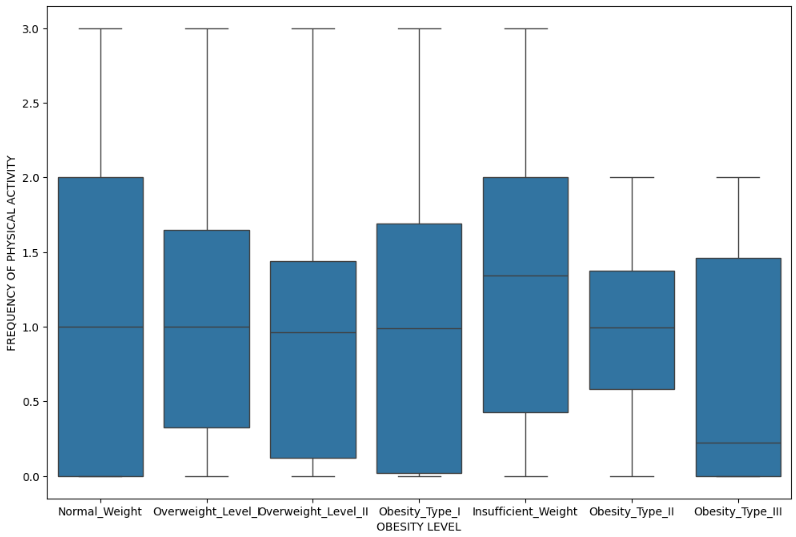 FREQUENCY OF PHYSICAL ACTIVITY
3.0
2.5
2.0
1.5
1.0
0.5
0.0
Normal_Weight Overweight_Level_I Overweight_Level_II Obesity_Type_I Insufficient_Weight Obesity_Type_II Obesity_Type_III
OBESITY LEVEL